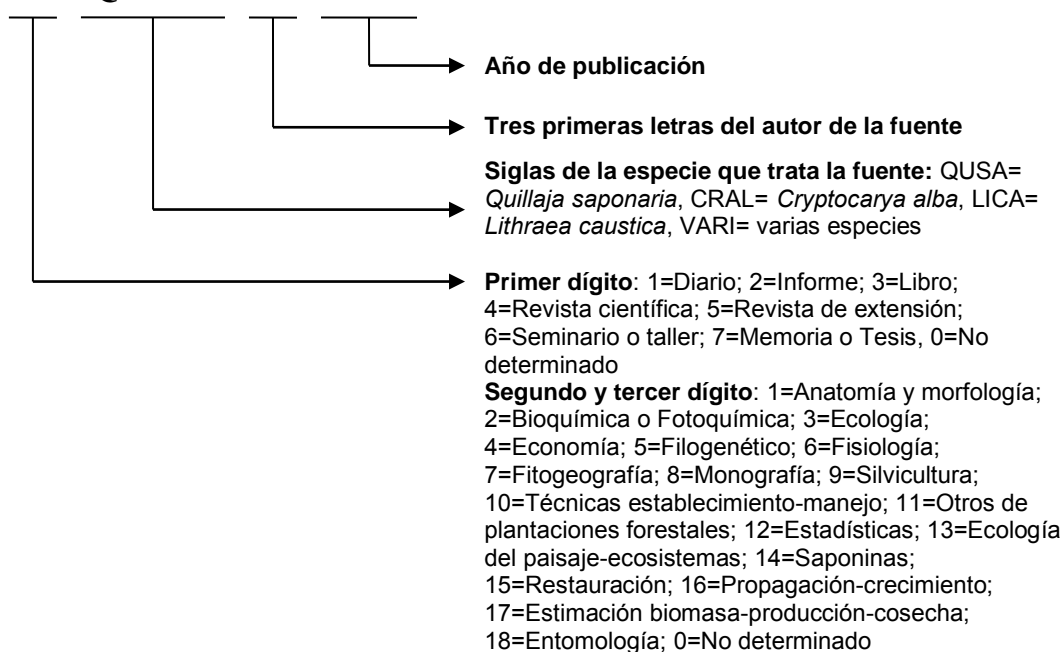 Año de publicación
Tres primeras letras del autor de la fuente
Siglas de la especie que trata la fuente: QUSA=
Quillaja saponaria, CRAL= Cryptocarya alba, LICA=
Lithraea caustica, VARI= varias especies
Primer dígito: 1=Diario; 2=Informe; 3=Libro;
4=Revista científica; 5=Revista de extensión;
6=Seminario o taller; 7=Memoria o Tesis, 0=No
determinado
Segundo y tercer dígito: 1=Anatomía y morfología;
2=Bioquímica o Fotoquímica; 3=Ecología;
4=Economía; 5=Filogenético; 6=Fisiología;
7=Fitogeografía; 8=Monografía; 9=Silvicultura;
10=Técnicas establecimiento-manejo; 11=Otros de
plantaciones forestales; 12=Estadísticas; 13=Ecología
del paisaje-ecosistemas; 14=Saponinas;
15=Restauración; 16=Propagación-crecimiento;
17=Estimación biomasa-producción-cosecha;
18=Entomología; 0=No determinado